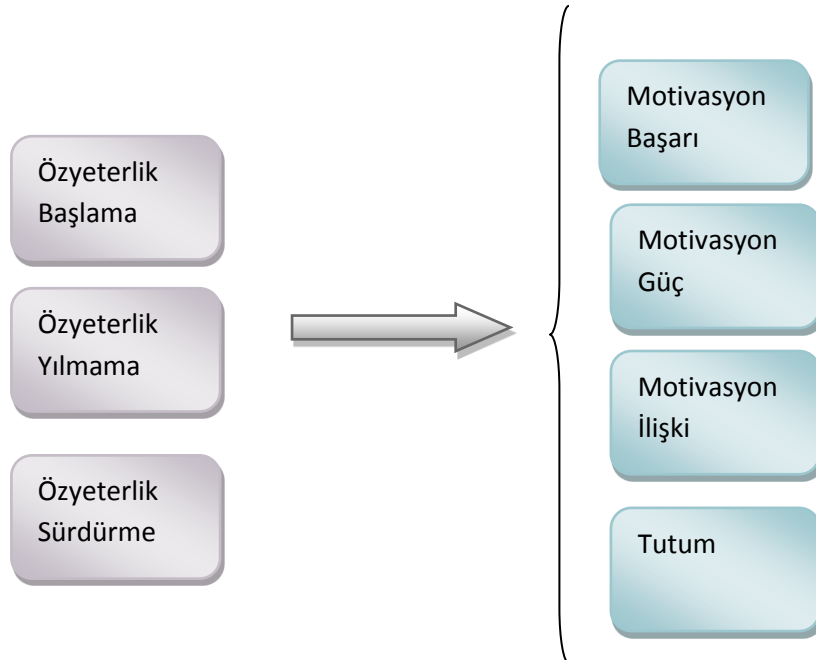 Özyeterlik
Başlama
Özyeterlik
Yılmama
Özyeterlik
Sürdürme
Motivasyon
Başarı
Motivasyon
Güç
Motivasyon
İlişki
Tutum